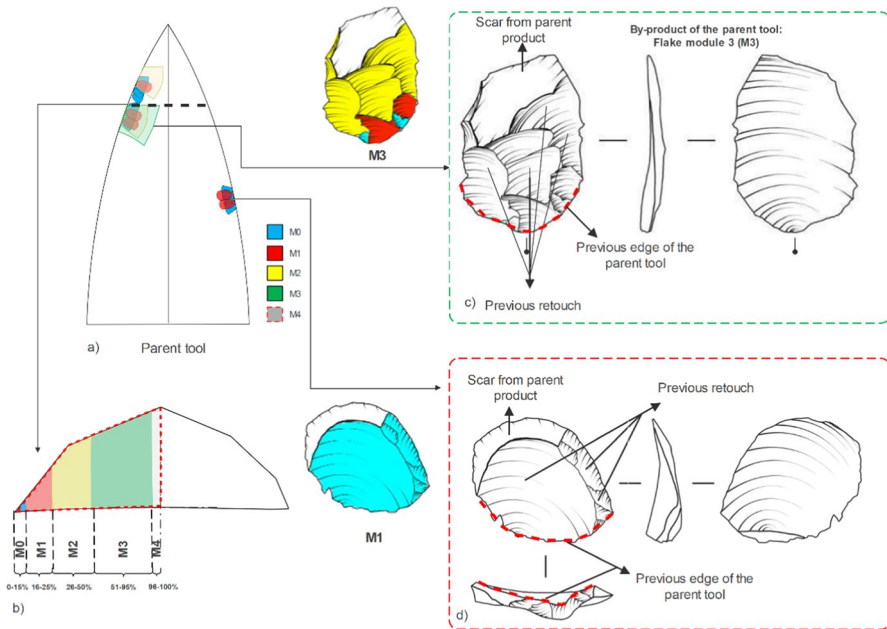 a)
Parent tool
M0
M1
M2
M3
M4
M3
Scar from parent
product
By-product of the parent tool:
Flake module 3 (M3)
Previous edge of the
parent tool
Previous retouch
c)
M0
M1
M2
M3
M4
0-15%
16-25%
26-50%
51-95%
96-100%
b)
M1
Scar from parent
product
Previous retouch
Previous edge of the
parent tool
d)